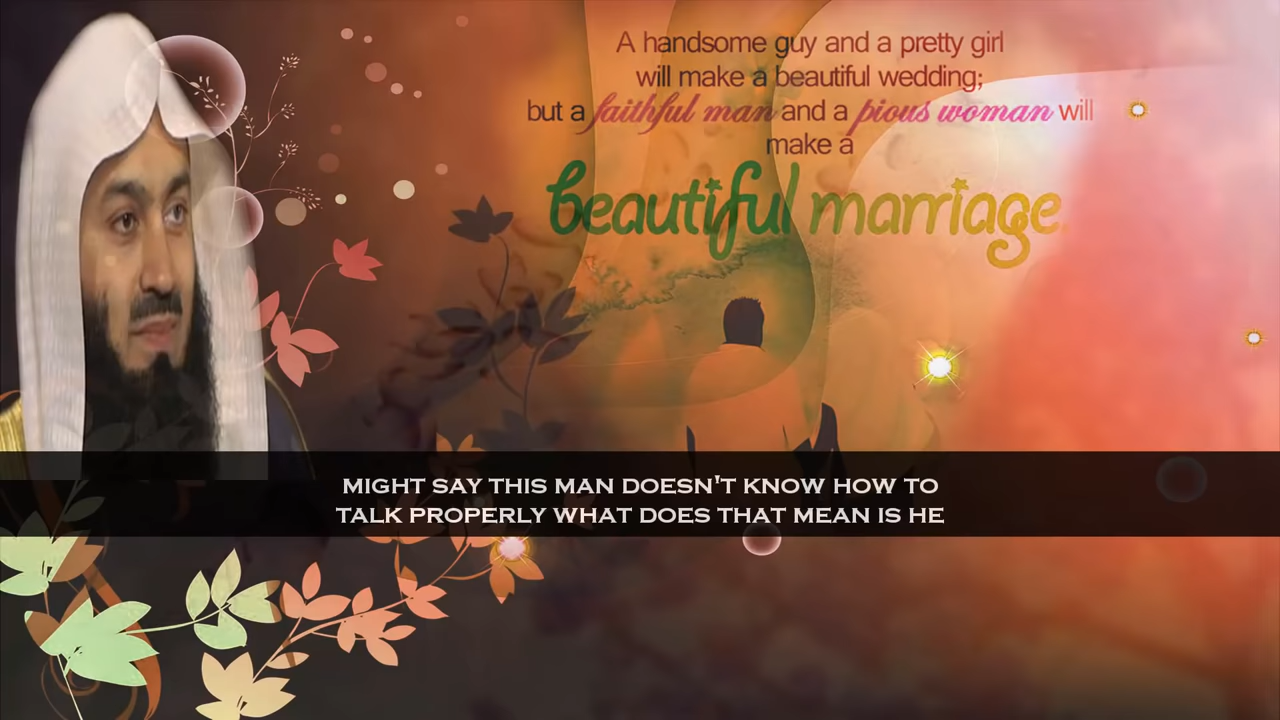 A handsome guy and a pretty girl
will make a beautiful wedding;
but a faithful man and a pious woman will
make a
beautiful marriage.
MIGHT SAY THIS MAN DOESN'T KNOW HOW TO
TALK PROPERLY WHAT DOES THAT MEAN IS HE